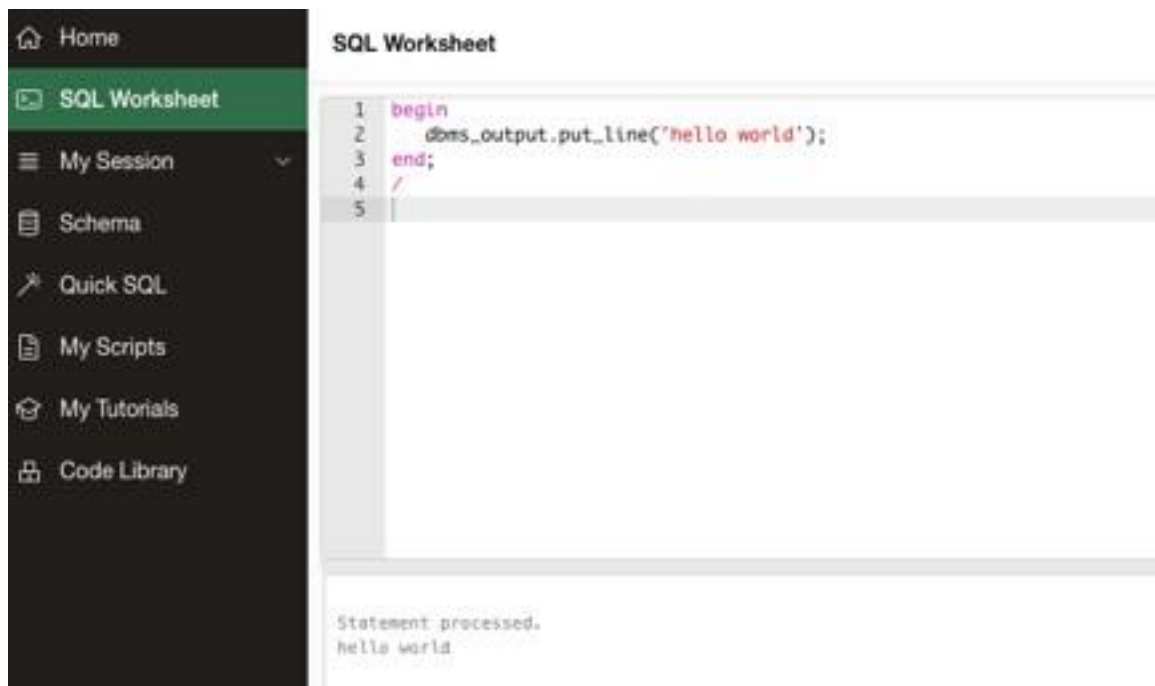 Home
SQL Worksheet
My Session
Schema
Quick SQL
My Scripts
My Tutorials
Code Library
SQL Worksheet
1 begin
2 dbms_output.put_line('hello world');
3 end;
4 /
5
Statement processed.
hello world